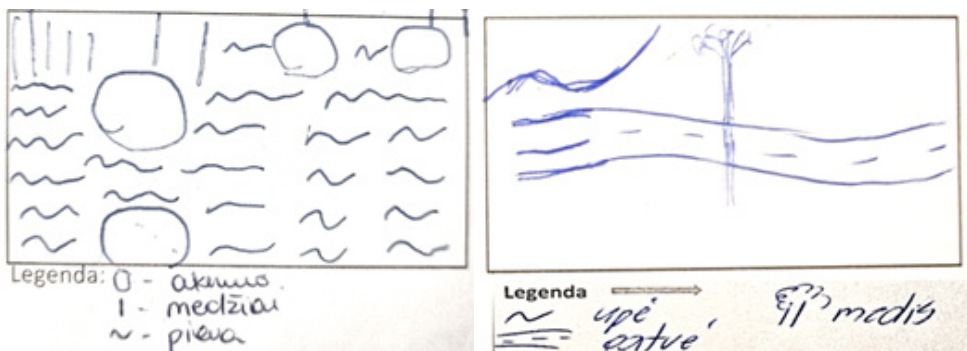 Legenda: O - akmuo.
I - medžiai
~ - pieva
Legenda
~ upė
gatvė
medis